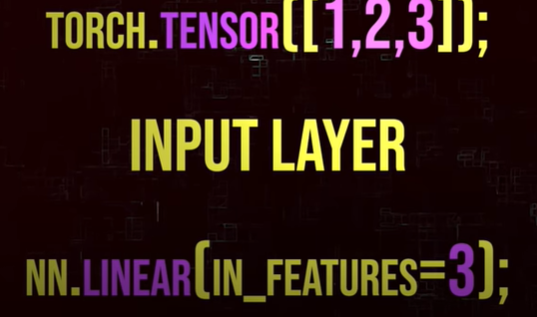 TORCH.TENSOR([1,2,3]);
INPUT LAYER
NN.LINEAR(IN_FEATURES=3);